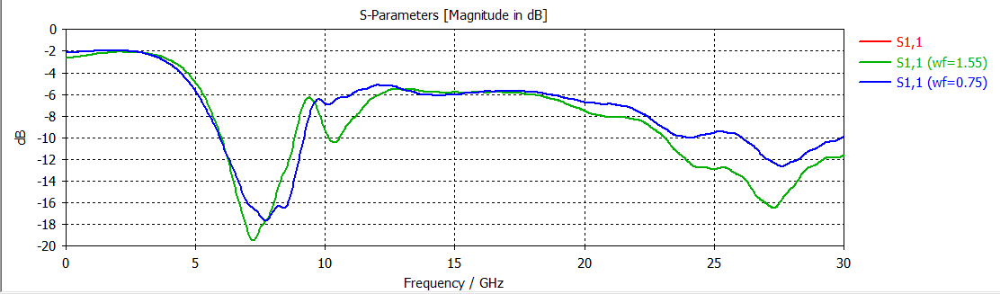 S-Parameters [Magnitude in dB]
0
-2
-4
-6
-8
-10
-12
-14
-16
-18
-20
dB
0 5 10 15 20 25 30
Frequency / GHz
S1,1
S1,1 (wf=1.55)
S1,1 (wf=0.75)